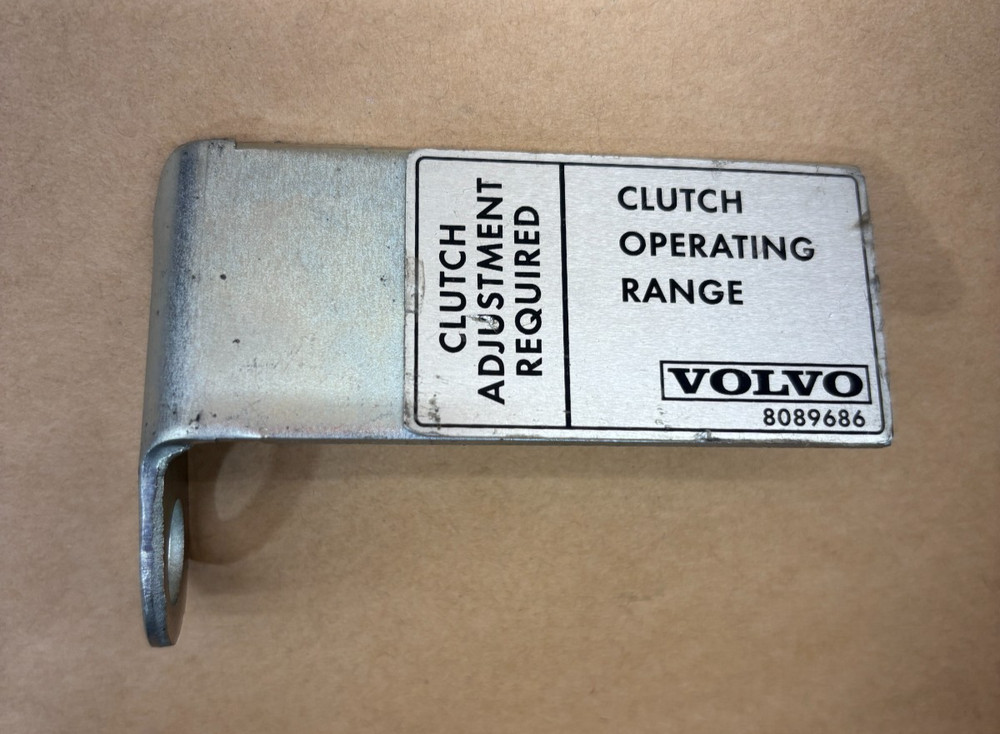 CLUTCH
ADJUSTMENT
REQUIRED
CLUTCH
OPERATING
RANGE
VOLVO
8089686